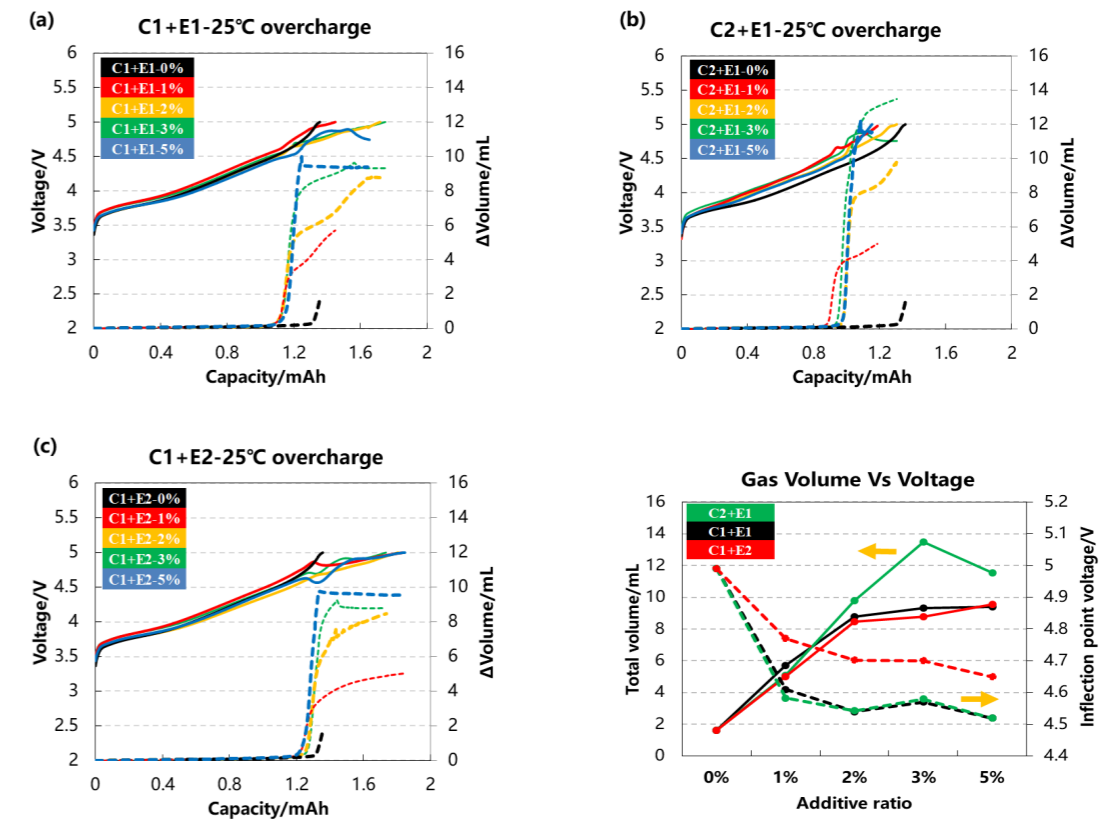 (a)
C1+E1-25℃ overcharge
C1+E1-0%
C1+E1-1%
C1+E1-2%
C1+E1-3%
C1+E1-5%
Voltage/V
6
5.5
5
4.5
4
3.5
3
2.5
2
0
0.4
0.8
1.2
1.6
2
Capacity/mAh
16
14
12
10
8
6
4
2
0
ΔVolume/mL
(b)
C2+E1-25℃ overcharge
C2+E1-0%
C2+E1-1%
C2+E1-2%
C2+E1-3%
C2+E1-5%
Voltage/V
6
5.5
5
4.5
4
3.5
3
2.5
2
0
0.4
0.8
1.2
1.6
2
Capacity/mAh
16
14
12
10
8
6
4
2
0
ΔVolume/mL
(c)
C1+E2-25℃ overcharge
C1+E2-0%
C1+E2-1%
C1+E2-2%
C1+E2-3%
C1+E2-5%
Voltage/V
6
5.5
5
4.5
4
3.5
3
2.5
2
0
0.4
0.8
1.2
1.6
2
Capacity/mAh
16
14
12
10
8
6
4
2
0
ΔVolume/mL
Gas Volume Vs Voltage
C2+E1
C1+E1
C1+E2
Total volume/mL
16
14
12
10
8
6
4
2
0
0%
1%
2%
3%
5%
Additive ratio
5.2
5.1
5
4.9
4.8
4.7
4.6
4.5
4.4
Inflection point voltage/V